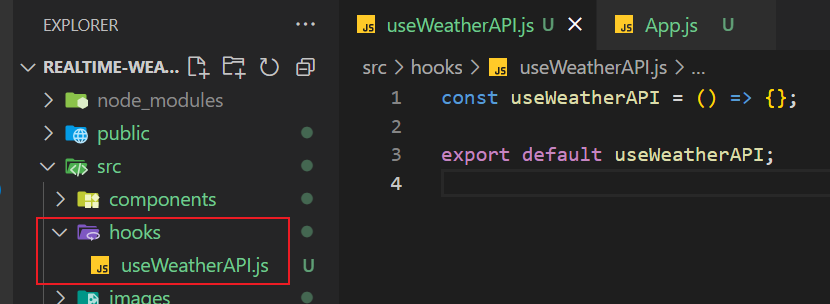 EXPLORER
REALTIME-WEA...
node_modules
public
src
components
hooks
JS useWeatherAPI.js U
images
JS useWeatherAPI.js U
JS App.js U
src > hooks > JS useWeatherAPI.js > ...
1 const useWeatherAPI = () => {};
2
3 export default useWeatherAPI;
4